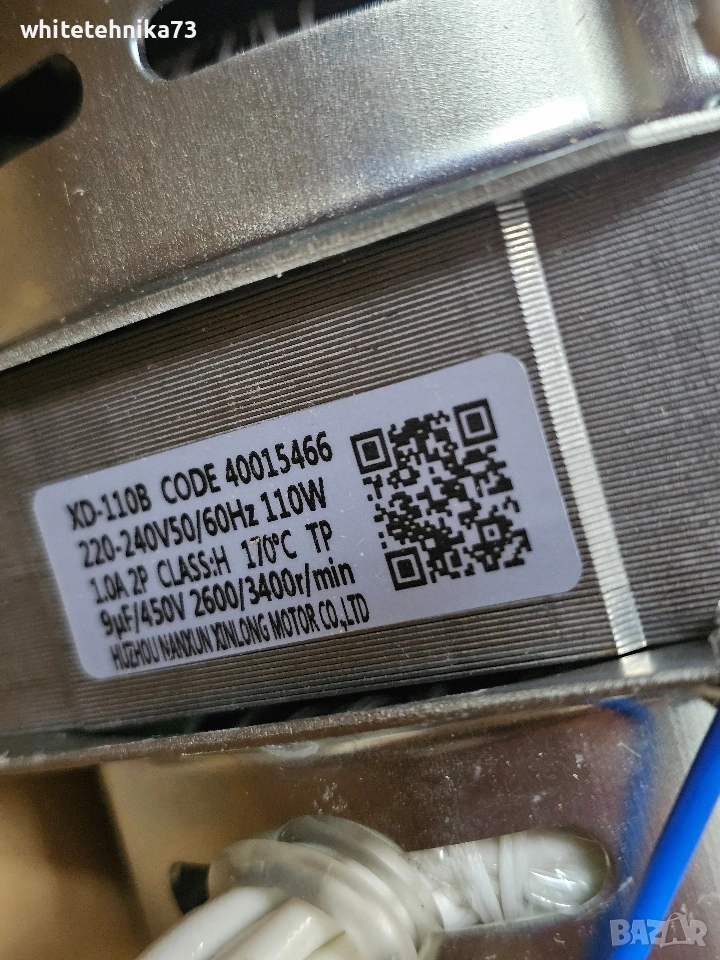 whitetehnika73
XD-110B CODE 40015466
220-240V50/60Hz 110W
1.0A 2P CLASS:H 170°C TP
9µF/450V 2600/3400r/min
HUZHOU NANXUN XINLONG MOTOR CO.,LTD
BAZAR